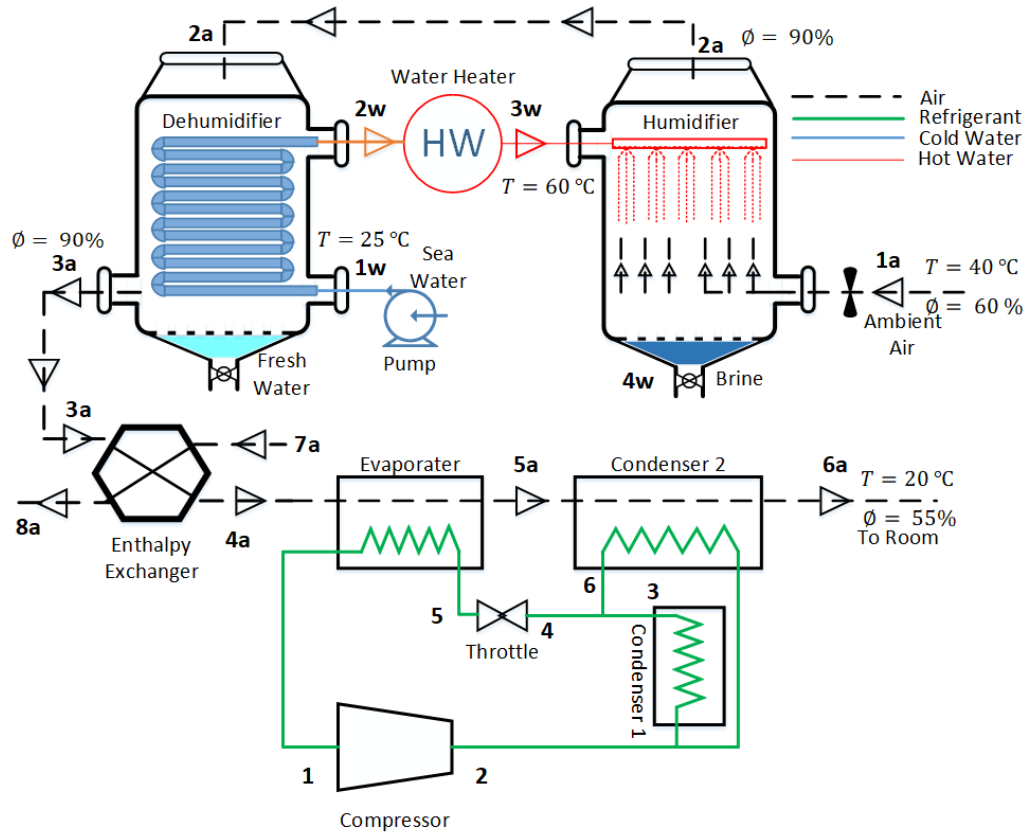 2a
2a
∅ = 90%
Water Heater
Air
Refrigerant
Cold Water
Hot Water
Dehumidifier
2w
3w
Humidifier
HW
T = 60 °C
∅ = 90%
3a
T = 25 °C
1w
Sea
Water
1a
T = 40 °C
∅ = 60 %
Ambient
Air
Fresh
Water
Pump
4w
Brine
3a
7a
Evaporater
5a
Condenser 2
6a
T = 20 °C
∅ = 55%
To Room
8a
4a
Enthalpy
Exchanger
5
4
6
3
Throttle
Condenser 1
1
2
Compressor